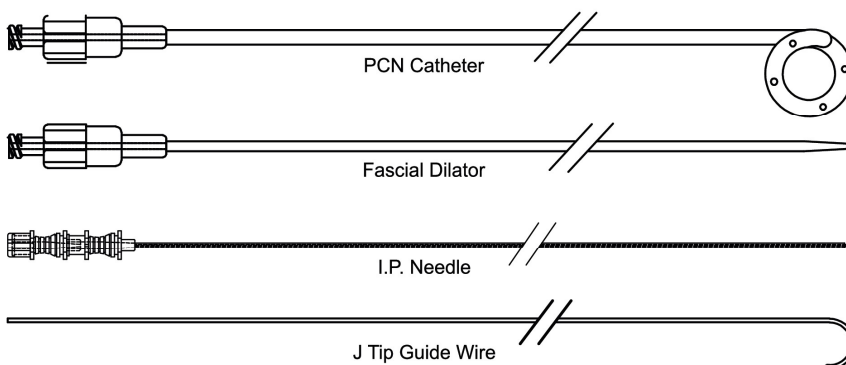 PCN Catheter
Fascial Dilator
I.P. Needle
J Tip Guide Wire